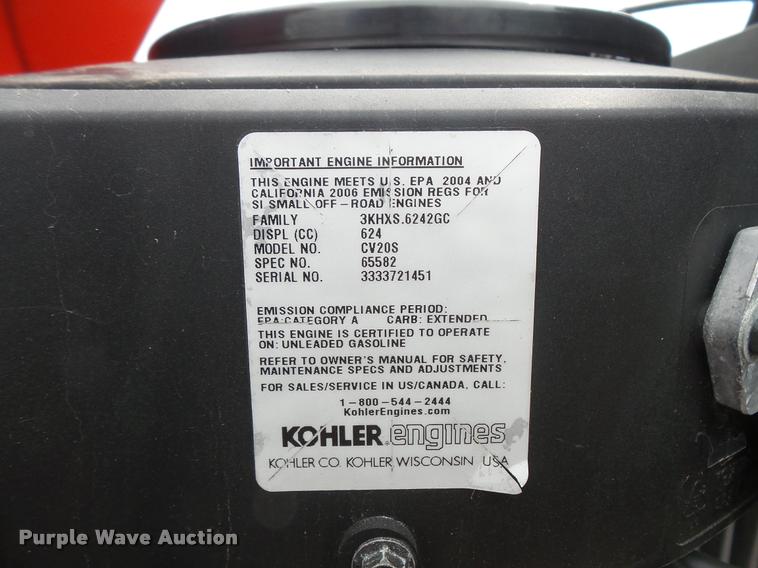 IMPORTANT ENGINE INFORMATION
THIS ENGINE MEETS U.S. EPA 2004 AND
CALIFORNIA 2006 EMISSION REGS FOR
SI SMALL OFF-ROAD ENGINES
FAMILY 3KHXS.6242GC
DISPL (CC) 624
MODEL NO. CV20S
SPEC NO. 65582
SERIAL NO. 3333721451
EMISSION COMPLIANCE PERIOD:
EPA: CATEGORY A CARB: EXTENDED
THIS ENGINE IS CERTIFIED TO OPERATE
ON: UNLEADED GASOLINE
REFER TO OWNER'S MANUAL FOR SAFETY,
MAINTENANCE SPECS AND ADJUSTMENTS
FOR SALES/SERVICE IN US/CANADA, CALL:
1-800-544-2444
KohlerEngines.com
KOHLER engines
KOHLER CO. KOHLER, WISCONSIN USA
Purple Wave Auction